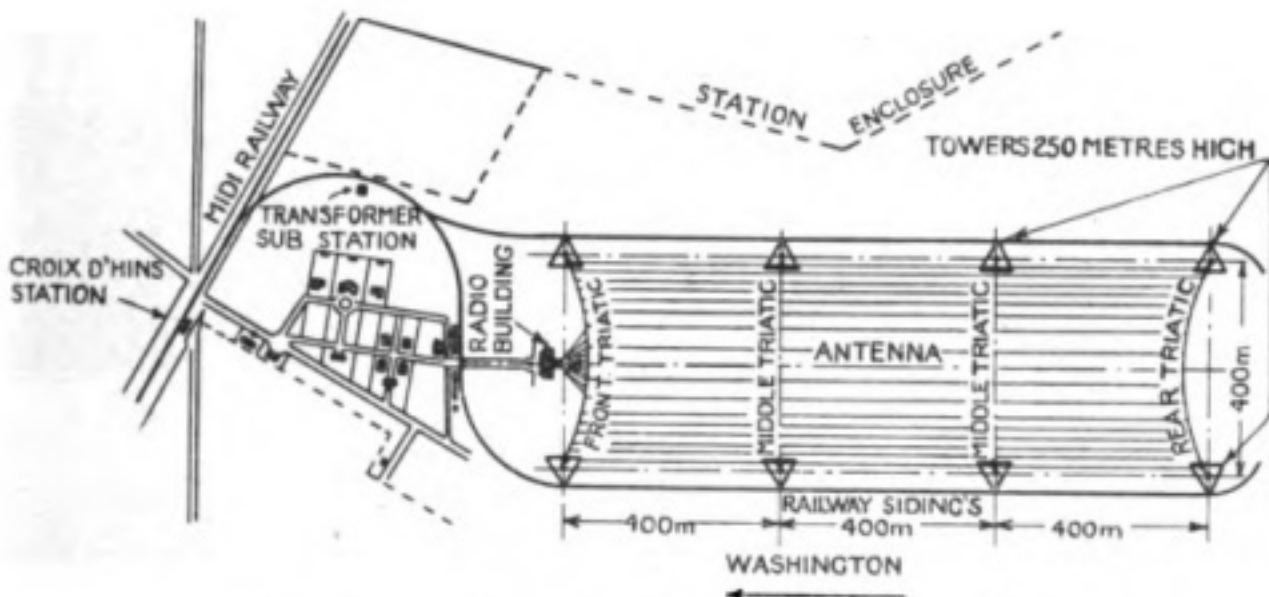 STATION
ENCLOSURE
TOWERS 250 METRES HIGH
MIDI RAILWAY
TRANSFORMER
SUB STATION
CROIX D'HINS
STATION
RADIO
BUILDING
FRONT. TRIATIC
MIDDLE TRIATIC
ANTENNA
MIDDLE TRIATIC
REAR TRIATIC
400m
RAILWAY SIDING'S
400m
400m
400m
WASHINGTON